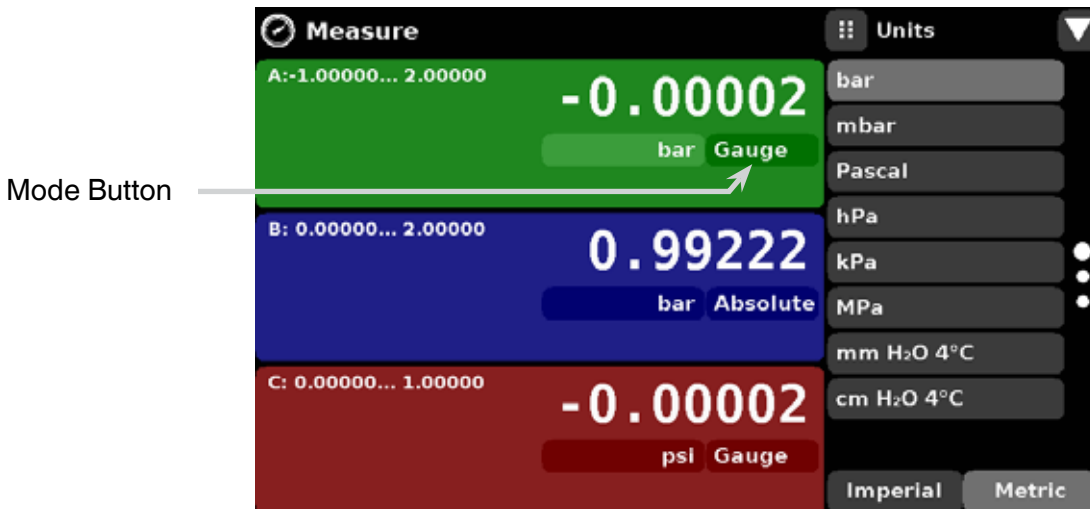 Measure
Units
A:-1.00000... 2.00000
-0.00002
bar Gauge
Mode Button
B: 0.00000... 2.00000
0.99222
bar Absolute
C: 0.00000... 1.00000
-0.00002
psi Gauge
bar
mbar
Pascal
hPa
kPa
MPa
mm H₂O 4°C
cm H₂O 4°C
Imperial Metric